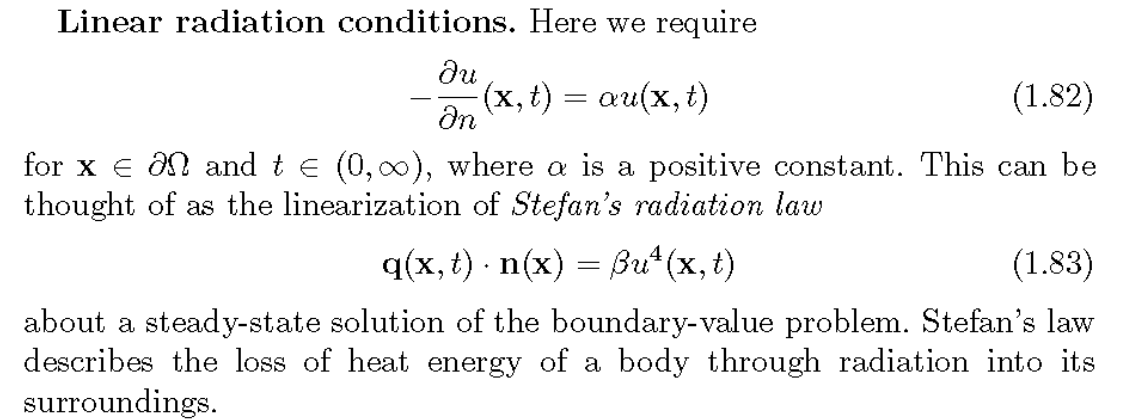 Linear radiation conditions. Here we require
−∂u/∂n(x, t) = αu(x, t) (1.82)
for x ∈ ∂Ω and t ∈ (0, ∞), where α is a positive constant. This can be
thought of as the linearization of Stefan's radiation law
q(x, t) · n(x) = βu⁴(x, t) (1.83)
about a steady-state solution of the boundary-value problem. Stefan's law
describes the loss of heat energy of a body through radiation into its
surroundings.